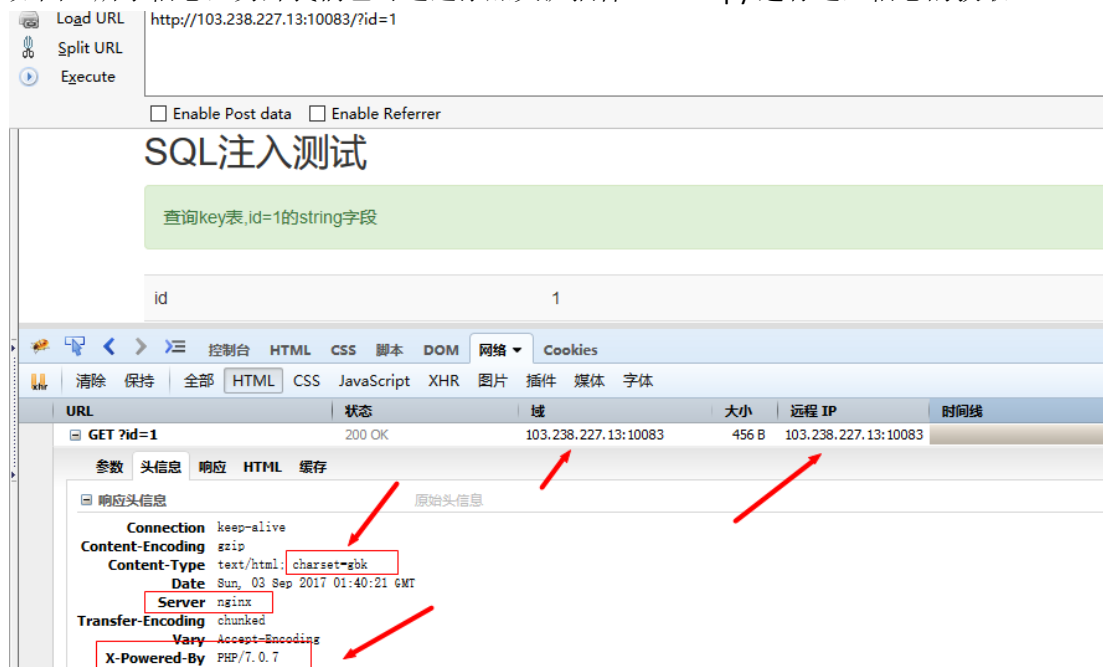 Load URL http://103.238.227.13:10083/?id=1
Split URL
Execute
Enable Post data Enable Referrer
SQL注入测试
查询key表,id=1的string字段
id 1
控制台 HTML CSS 脚本 DOM 网络 Cookies
xhr 清除 保持 全部 HTML CSS JavaScript XHR 图片 插件 媒体 字体
URL 状态 域 大小 远程 IP 时间线
GET ?id=1 200 OK 103.238.227.13:10083 456 B 103.238.227.13:10083
参数 头信息 响应 HTML 缓存
响应头信息 原始头信息
Connection keep-alive
Content-Encoding gzip
Content-Type text/html; charset=gbk
Date Sun, 03 Sep 2017 01:40:21 GMT
Server nginx
Transfer-Encoding chunked
Vary Accept-Encoding
X-Powered-By PHP/7.0.7